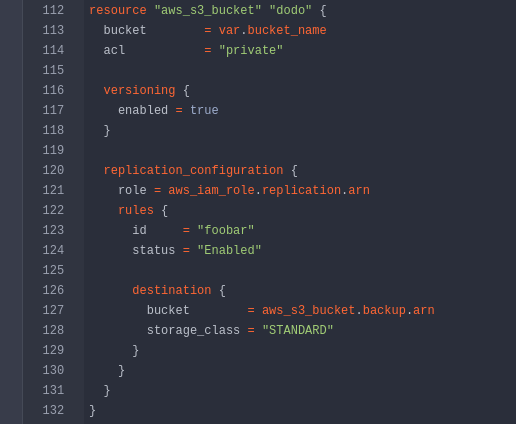 112 resource "aws_s3_bucket" "dodo" {
113   bucket        = var.bucket_name
114   acl           = "private"
115
116   versioning {
117     enabled = true
118   }
119
120   replication_configuration {
121     role = aws_iam_role.replication.arn
122     rules {
123       id     = "foobar"
124       status = "Enabled"
125
126       destination {
127         bucket        = aws_s3_bucket.backup.arn
128         storage_class = "STANDARD"
129       }
130     }
131   }
132 }